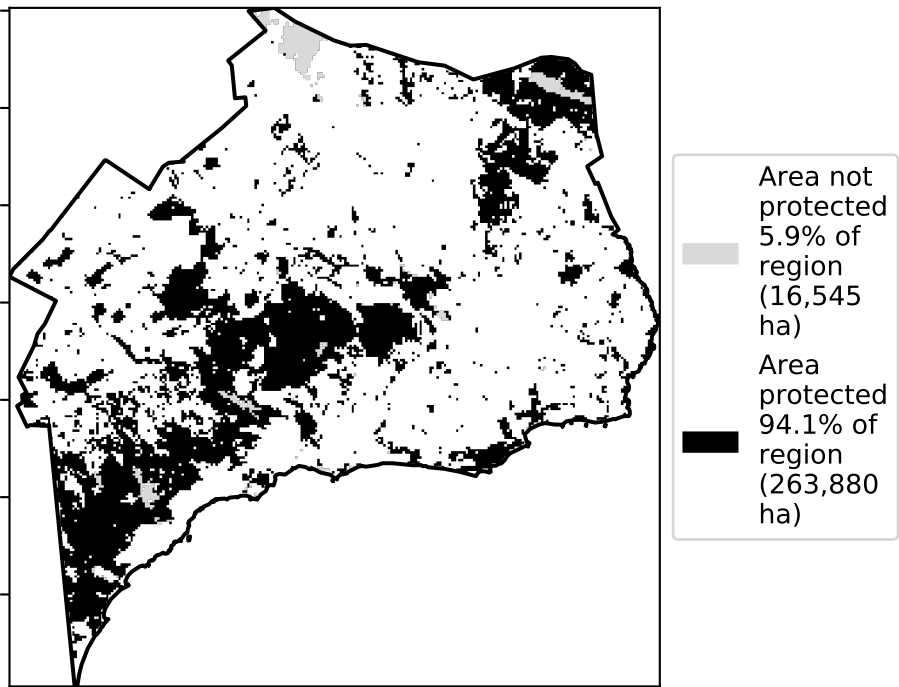 Area not
protected
5.9% of
region
(16,545
ha)
Area
protected
94.1% of
region
(263,880
ha)